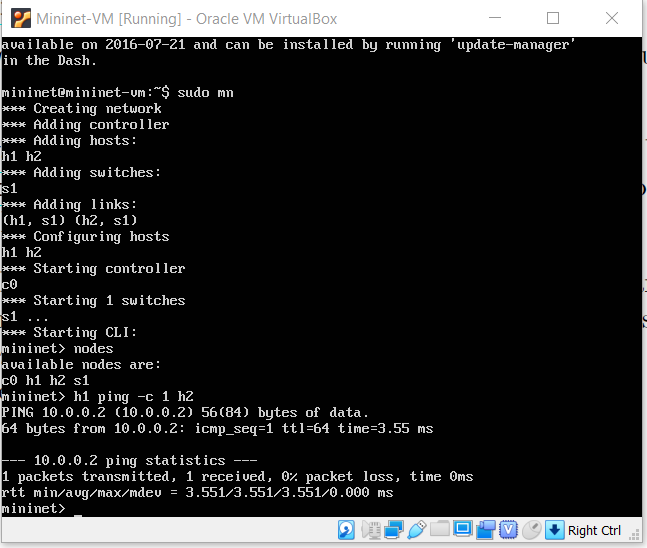 Mininet-VM [Running] - Oracle VM VirtualBox
available on 2016-07-21 and can be installed by running 'update-manager'
in the Dash.
mininet@mininet-vm:~$ sudo mn
*** Creating network
*** Adding controller
*** Adding hosts:
h1 h2
*** Adding switches:
s1
*** Adding links:
(h1, s1) (h2, s1)
*** Configuring hosts
h1 h2
*** Starting controller
c0
*** Starting 1 switches
s1 ...
*** Starting CLI:
mininet> nodes
available nodes are:
c0 h1 h2 s1
mininet> h1 ping -c 1 h2
PING 10.0.0.2 (10.0.0.2) 56(84) bytes of data.
64 bytes from 10.0.0.2: icmp_seq=1 ttl=64 time=3.55 ms
--- 10.0.0.2 ping statistics ---
1 packets transmitted, 1 received, 0% packet loss, time 0ms
rtt min/avg/max/mdev = 3.551/3.551/3.551/0.000 ms
mininet> _
Right Ctrl